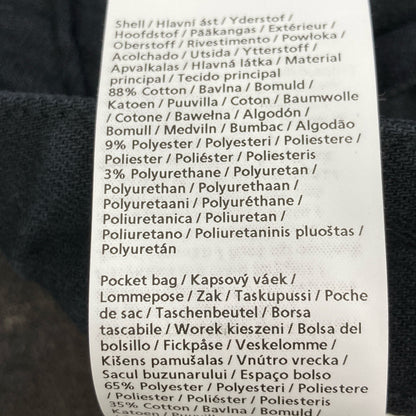 Shell / Hlavní ást / Yderstof /
Hoofdstof / Pääkangas / Extérieur /
Oberstoff / Rivestimento / Powłoka /
Acolchado / Utsida / Ytterstoff /
Apvalkalas / Hlavná látka / Material
principal / Tecido principal
88% Cotton / Bavlna / Bomuld /
Katoen / Puuvilla / Coton / Baumwolle
/ Cotone / Bawełna / Algodón /
Bomull / Medviln / Bumbac / Algodão
9% Polyester / Polyesteri / Poliestere /
Poliester / Poliéster / Poliesteris
3% Polyurethane / Polyuretan /
Polyurethan / Polyurethaan /
Polyuretaani / Polyuréthane /
Poliuretanica / Poliuretan /
Poliuretano / Poliuretaninis pluoštas /
Polyuretán
Pocket bag / Kapsový váek /
Lommepose / Zak / Taskupussi / Poche
de sac / Taschenbeutel / Borsa
tascabile / Worek kieszeni / Bolsa del
bolsillo / Fickpåse / Veskelomme /
Kišens pamušalas / Vnútro vrecka /
Sacul buzunarului / Espaço bolso
65% Polyester / Polyesteri / Poliestere
/ Poliester / Poliéster / Poliesteris
35% Cotton / Bavlna / Bomuld /
Katoen / Puuvilla